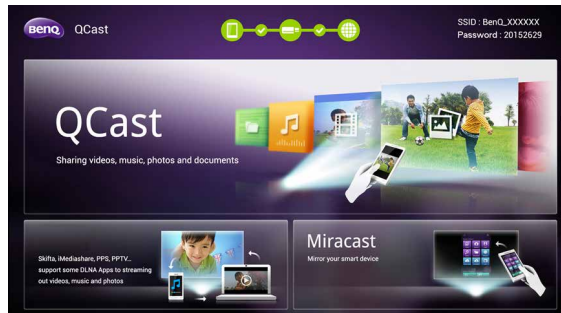 BenQ QCast
SSID : BenQ_XXXXXX
Password : 20152629
QCast
Sharing videos, music, photos and documents
Skifta, iMediashare, PPS, PPTV...
support some DLNA Apps to streaming
out videos, music and photos
Miracast
Mirror your smart device